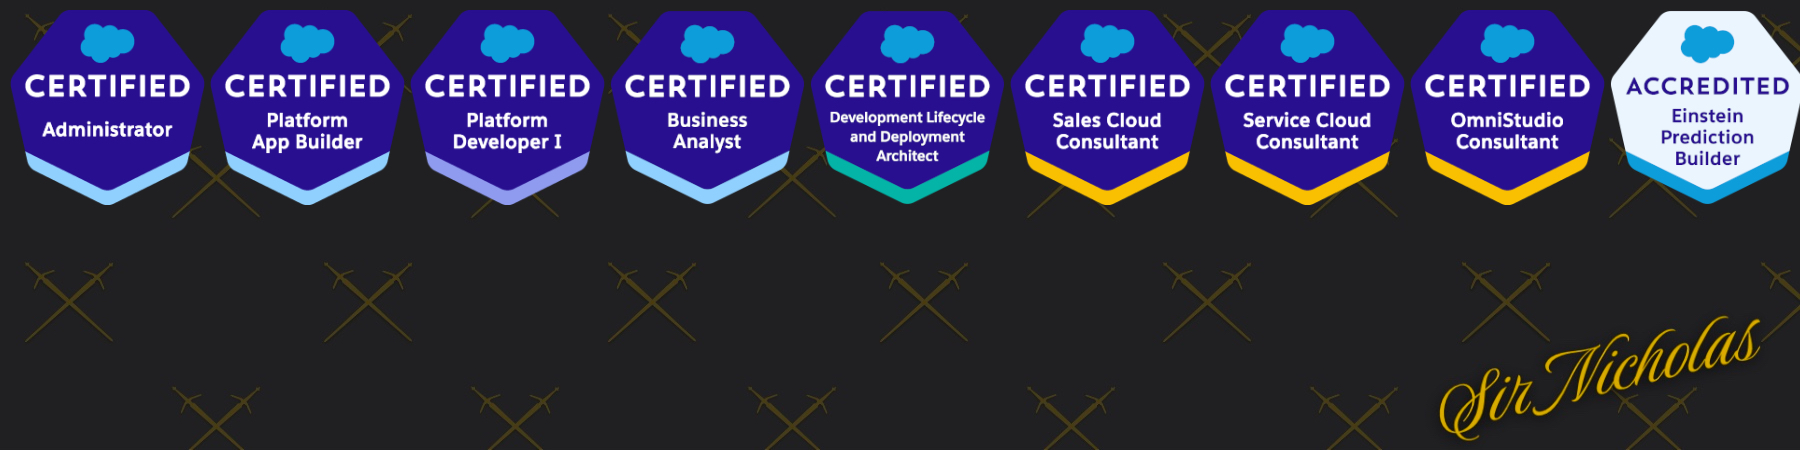 CERTIFIED
Administrator
CERTIFIED
Platform
App Builder
CERTIFIED
Platform
Developer I
CERTIFIED
Business
Analyst
CERTIFIED
Development Lifecycle
and Deployment
Architect
CERTIFIED
Sales Cloud
Consultant
CERTIFIED
Service Cloud
Consultant
CERTIFIED
OmniStudio
Consultant
ACCREDITED
Einstein
Prediction
Builder
Sir Nicholas